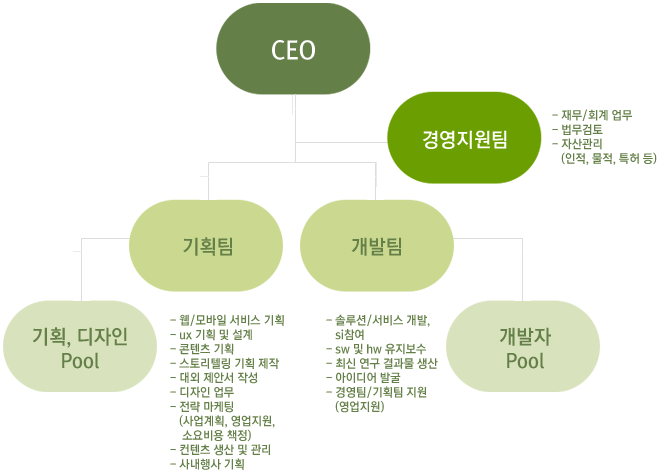 CEO
경영지원팀
- 재무/회계 업무
- 법무검토
- 자산관리
(인적, 물적, 특허 등)
기획팀
개발팀
기획, 디자인
Pool
- 웹/모바일 서비스 기획
- ux 기획 및 설계
- 콘텐츠 기획
- 스토리텔링 기획 제작
- 대외 제안서 작성
- 디자인 업무
- 전략 마케팅
(사업계획, 영업지원,
소요비용 책정)
- 컨텐츠 생산 및 관리
- 사내행사 기획
- 솔루션/서비스 개발,
si참여
- sw 및 hw 유지보수
- 최신 연구 결과물 생산
- 아이디어 발굴
- 경영팀/기획팀 지원
(영업지원)
개발자
Pool